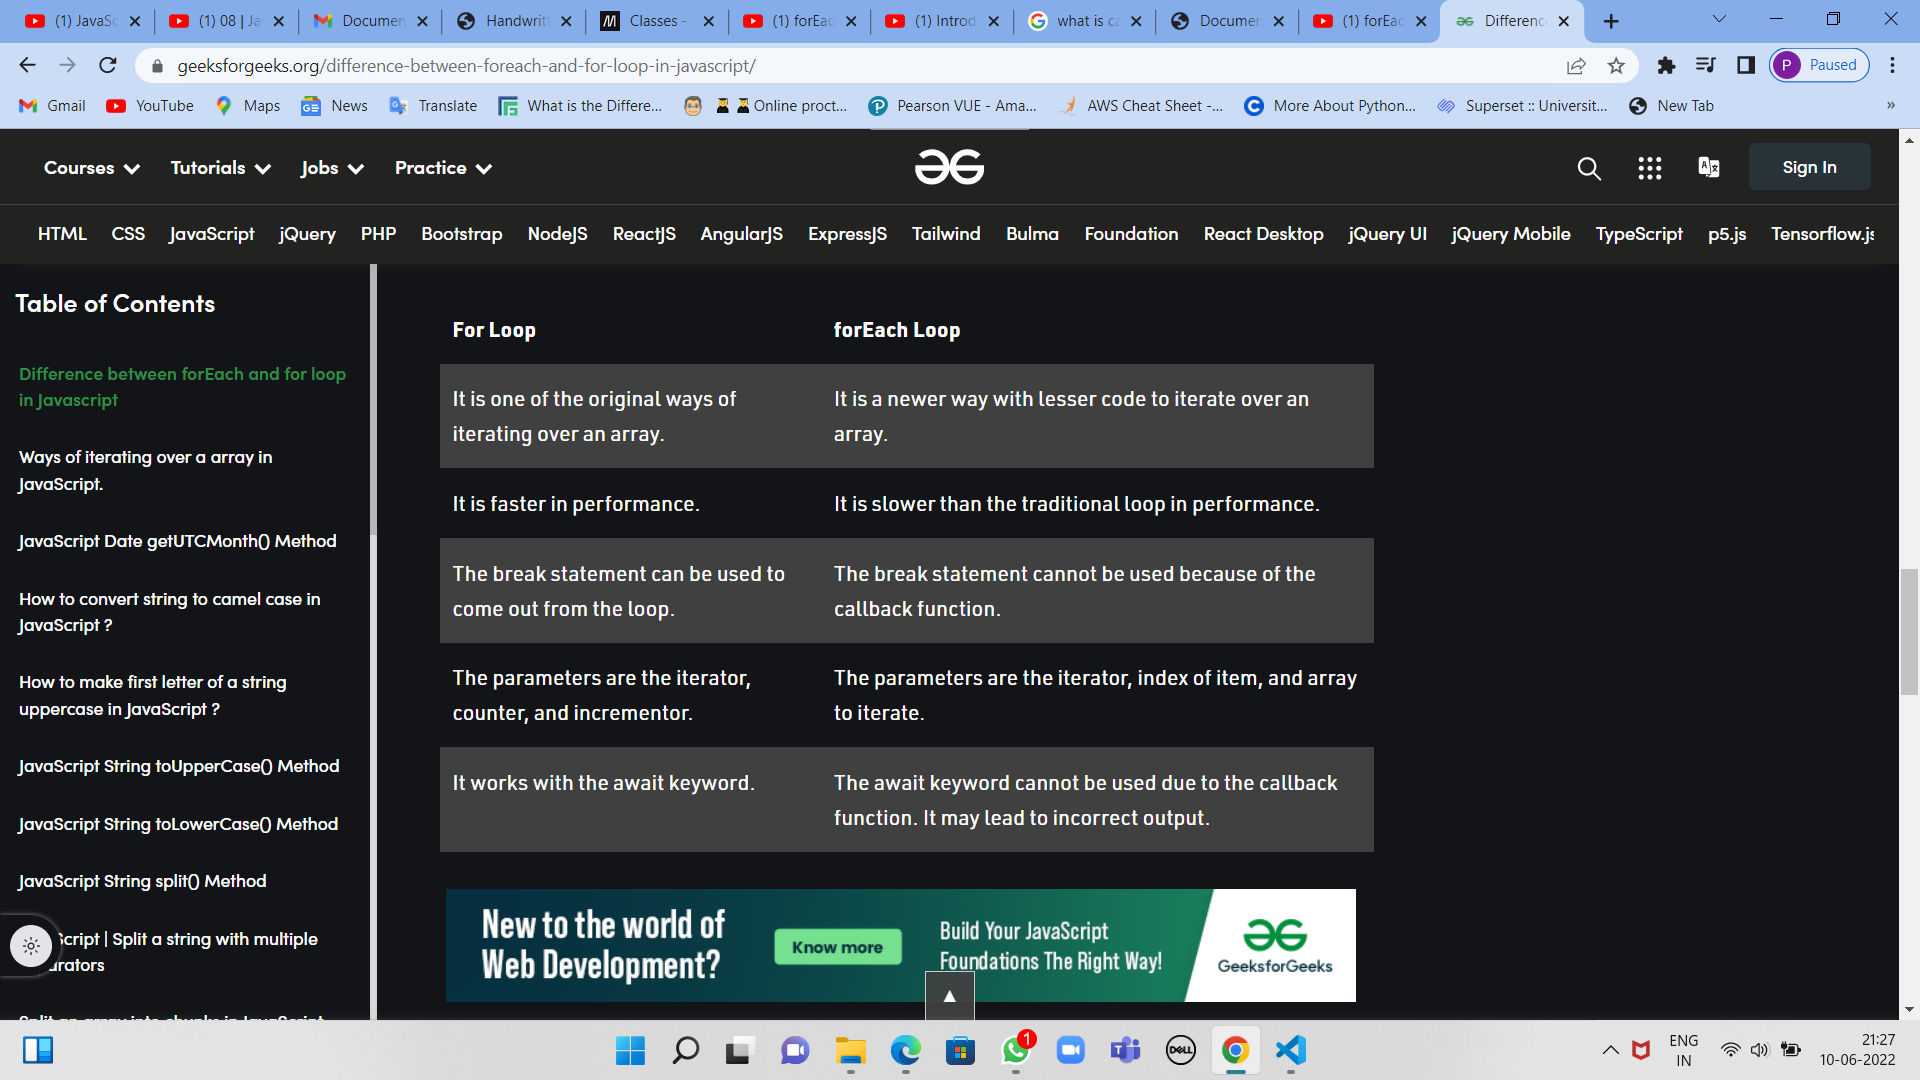 (1) JavaSc
(1) 08 | Ja
Documen
Handwrit
Classes -
(1) forEac
(1) Introd
what is ca
Documen
(1) forEac
Differenc
geeksforgeeks.org/difference-between-foreach-and-for-loop-in-javascript/
P Paused
Gmail
YouTube
Maps
News
Translate
What is the Differe...
Online proct...
Pearson VUE - Ama...
AWS Cheat Sheet -...
More About Python...
Superset :: Universit...
New Tab
»
Courses
Tutorials
Jobs
Practice
Sign In
HTML CSS JavaScript jQuery PHP Bootstrap NodeJS ReactJS AngularJS ExpressJS Tailwind Bulma Foundation React Desktop jQuery UI jQuery Mobile TypeScript p5.js Tensorflow.js
Table of Contents
Difference between forEach and for loop
in Javascript
Ways of iterating over a array in
JavaScript.
JavaScript Date getUTCMonth() Method
How to convert string to camel case in
JavaScript ?
How to make first letter of a string
uppercase in JavaScript ?
JavaScript String toUpperCase() Method
JavaScript String toLowerCase() Method
JavaScript String split() Method
Script | Split a string with multiple
arators
Split an array into chunks in JavaScript
For Loop
forEach Loop
It is one of the original ways of
iterating over an array.
It is a newer way with lesser code to iterate over an
array.
It is faster in performance.
It is slower than the traditional loop in performance.
The break statement can be used to
come out from the loop.
The break statement cannot be used because of the
callback function.
The parameters are the iterator,
counter, and incrementor.
The parameters are the iterator, index of item, and array
to iterate.
It works with the await keyword.
The await keyword cannot be used due to the callback
function. It may lead to incorrect output.
New to the world of
Web Development?
Know more
Build Your JavaScript
Foundations The Right Way!
GeeksforGeeks
1
DELL
ENG
IN
21:27
10-06-2022